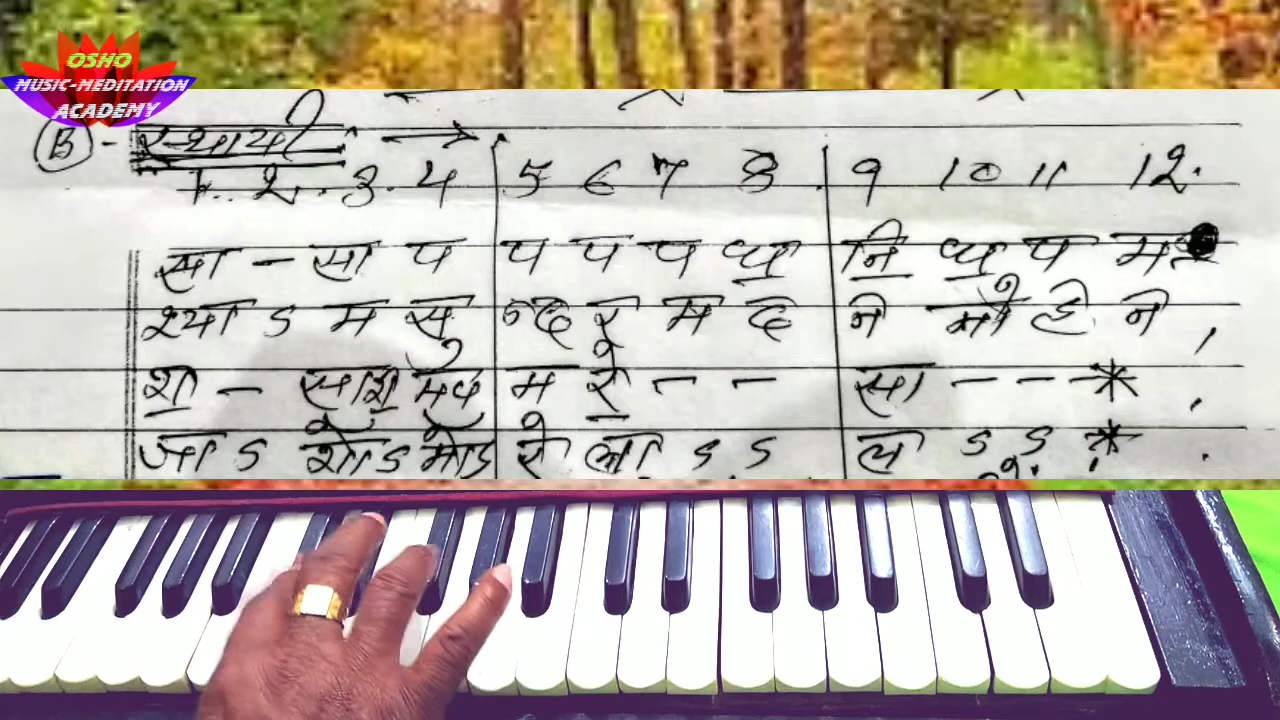 OSHO
MUSIC-MEDITATION
ACADEMY
B - स्थायी →
1 2 3 4 5 6 7 8 9 10 11 12
सा - सा प प प प ध॒ नि॒ ध॒ प म
श्या ऽ म सु न्द र म द ने मो हे ने ,
ग॒ - साग॒ मप म रे॒ - - सा - - *
जा ऽ गोऽ मोऽ रे ला ऽ ऽ ल ऽ ऽ *